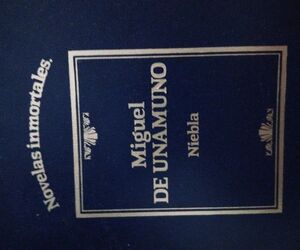 Novelas inmortales.
Miguel
DE UNAMUNO
Niebla